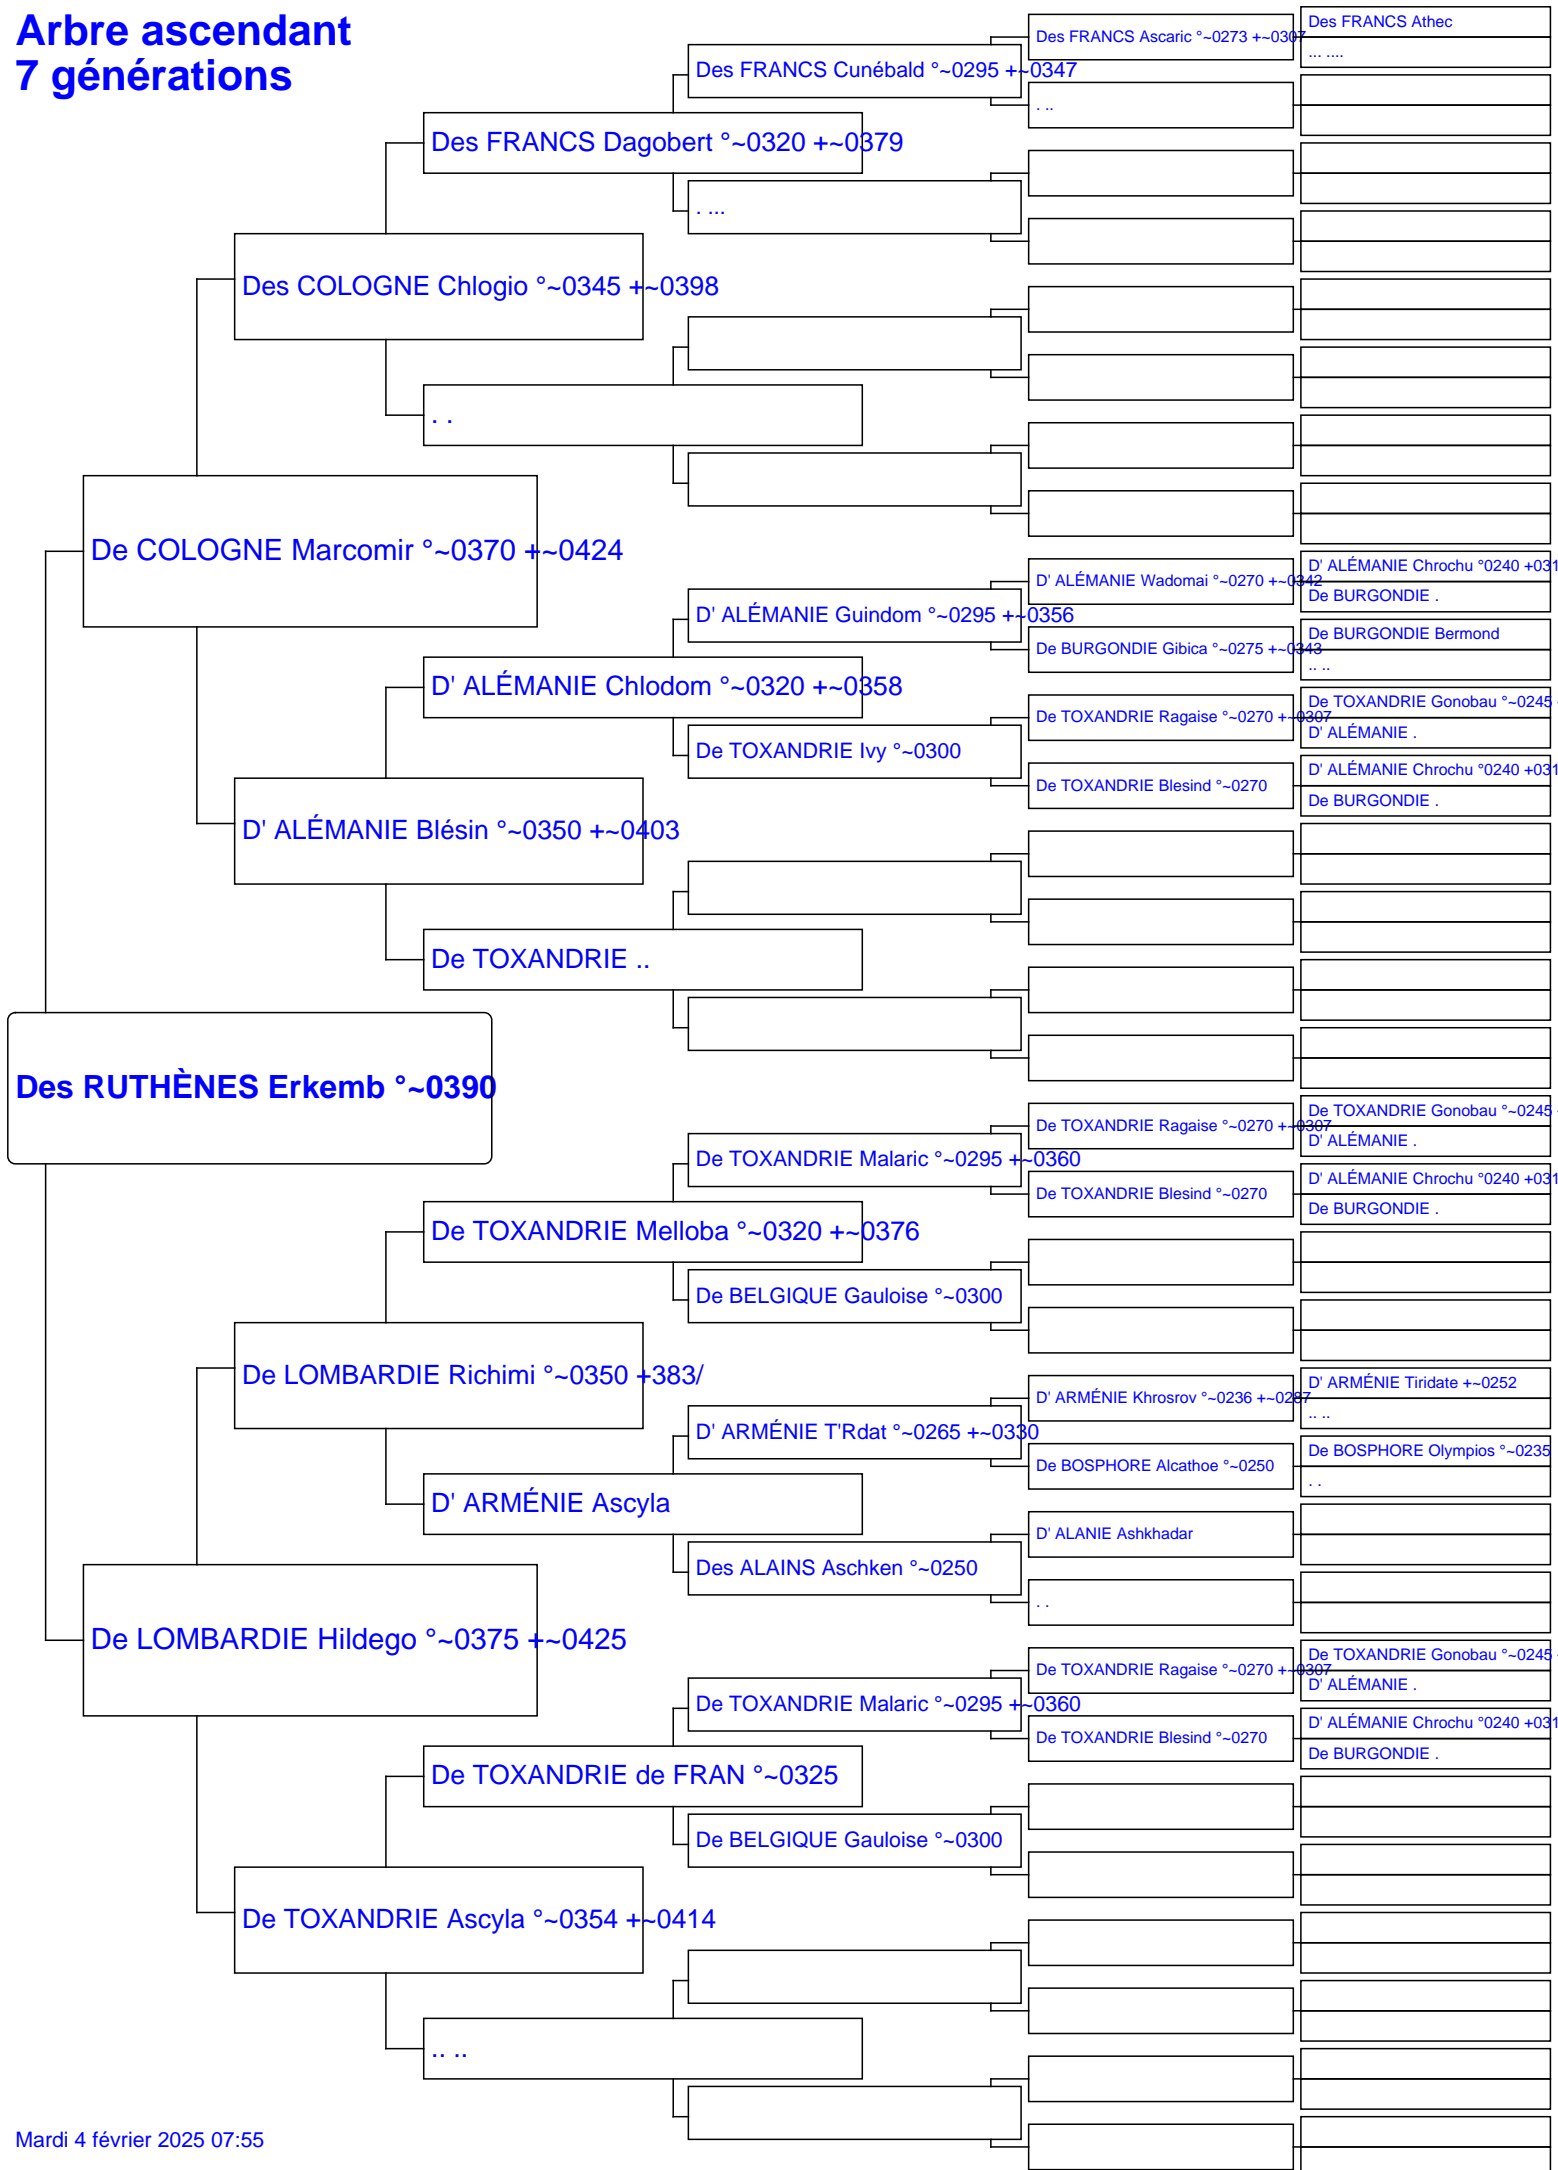 Arbre ascendant
7 générations
Des RUTHÈNES Erkemb °~0390
De COLOGNE Marcomir °~0370 +~0424
De LOMBARDIE Hildego °~0375 +~0425
Des COLOGNE Chlogio °~0345 +~0398
D' ALÉMANIE Blésin °~0350 +~0403
De LOMBARDIE Richimi °~0350 +383/
De TOXANDRIE Ascyla °~0354 +~0414
Des FRANCS Dagobert °~0320 +~0379
. .
D' ALÉMANIE Chlodom °~0320 +~0358
De TOXANDRIE ..
De TOXANDRIE Melloba °~0320 +~0376
D' ARMÉNIE Ascyla
De TOXANDRIE de FRAN °~0325
.. ..
Des FRANCS Cunébald °~0295 +~0347
. ...
D' ALÉMANIE Guindom °~0295 +~0356
De TOXANDRIE Ivy °~0300
De TOXANDRIE Malaric °~0295 +~0360
De BELGIQUE Gauloise °~0300
D' ARMÉNIE T'Rdat °~0265 +~0330
Des ALAINS Aschken °~0250
De TOXANDRIE Malaric °~0295 +~0360
De BELGIQUE Gauloise °~0300
Des FRANCS Ascaric °~0273 +~0307
. ..
D' ALÉMANIE Wadomai °~0270 +~0342
De BURGONDIE Gibica °~0275 +~0343
De TOXANDRIE Ragaise °~0270 +~0307
De TOXANDRIE Blesind °~0270
De TOXANDRIE Ragaise °~0270 +~0307
De TOXANDRIE Blesind °~0270
D' ARMÉNIE Khrosrov °~0236 +~0287
De BOSPHORE Alcathoe °~0250
D' ALANIE Ashkhadar
. .
De TOXANDRIE Ragaise °~0270 +~0307
De TOXANDRIE Blesind °~0270
Des FRANCS Athec
... ....
D' ALÉMANIE Chrochu °0240 +031
De BURGONDIE .
De BURGONDIE Bermond
.. ..
De TOXANDRIE Gonobau °~0245
D' ALÉMANIE .
D' ALÉMANIE Chrochu °0240 +031
De BURGONDIE .
De TOXANDRIE Gonobau °~0245
D' ALÉMANIE .
D' ALÉMANIE Chrochu °0240 +031
De BURGONDIE .
D' ARMÉNIE Tiridate +~0252
.. ..
De BOSPHORE Olympios °~0235
. .
De TOXANDRIE Gonobau °~0245
D' ALÉMANIE .
D' ALÉMANIE Chrochu °0240 +031
De BURGONDIE .
Mardi 4 février 2025 07:55